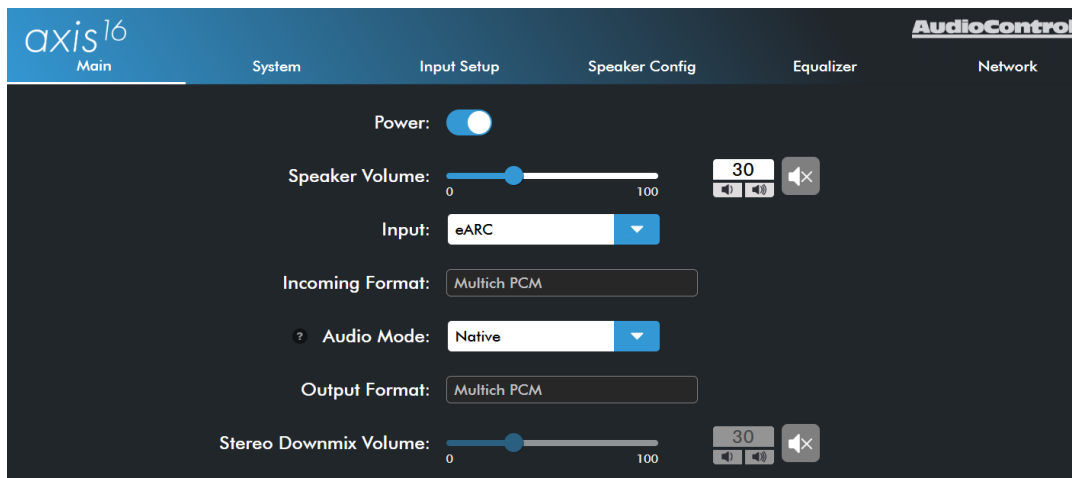 axis16
AudioControl
Main System Input Setup Speaker Config Equalizer Network
Power:
Speaker Volume: 30
0 100
Input: eARC
Incoming Format: Multich PCM
? Audio Mode: Native
Output Format: Multich PCM
Stereo Downmix Volume: 30
0 100